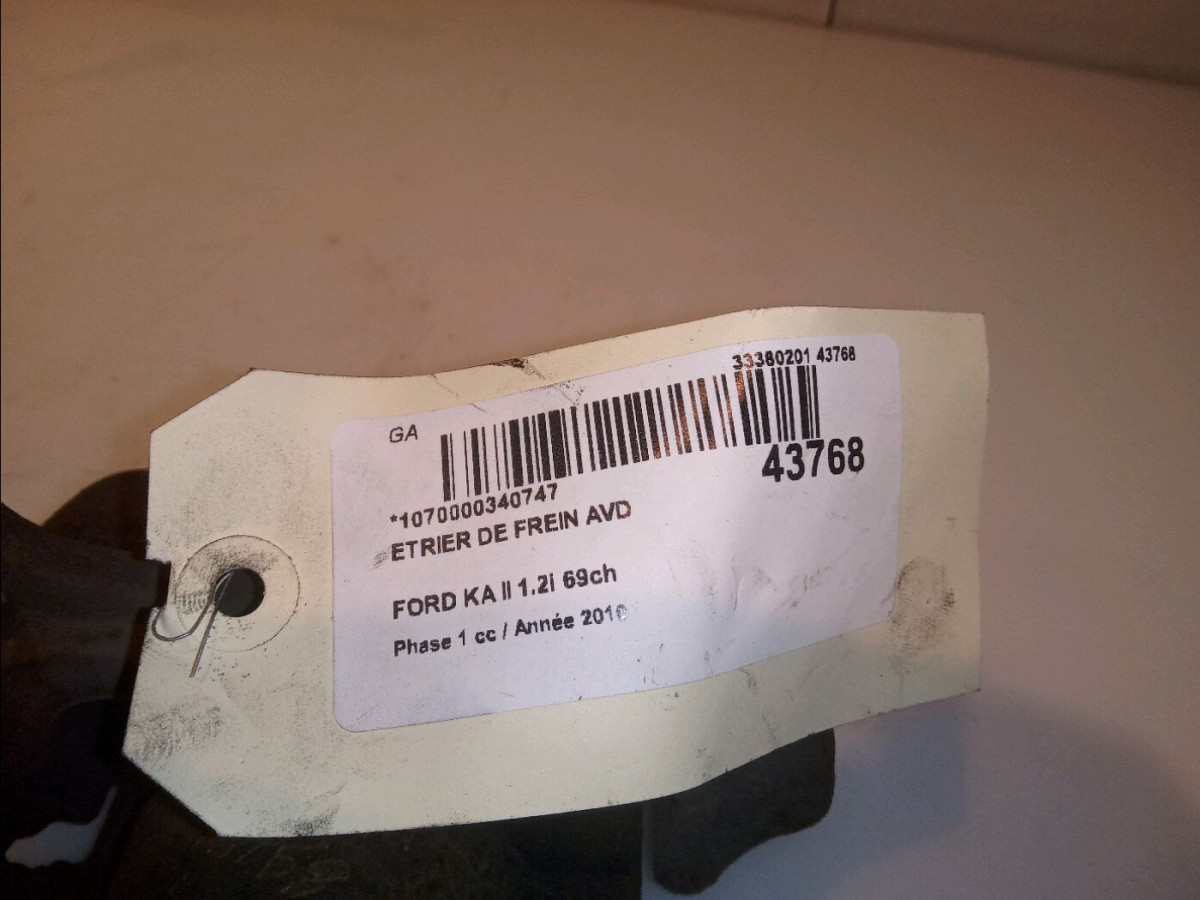 33380201 43768
GA
43768
*1070000340747
ETRIER DE FREIN AVD
FORD KA II 1.2i 69ch
Phase 1 cc / Année 2010